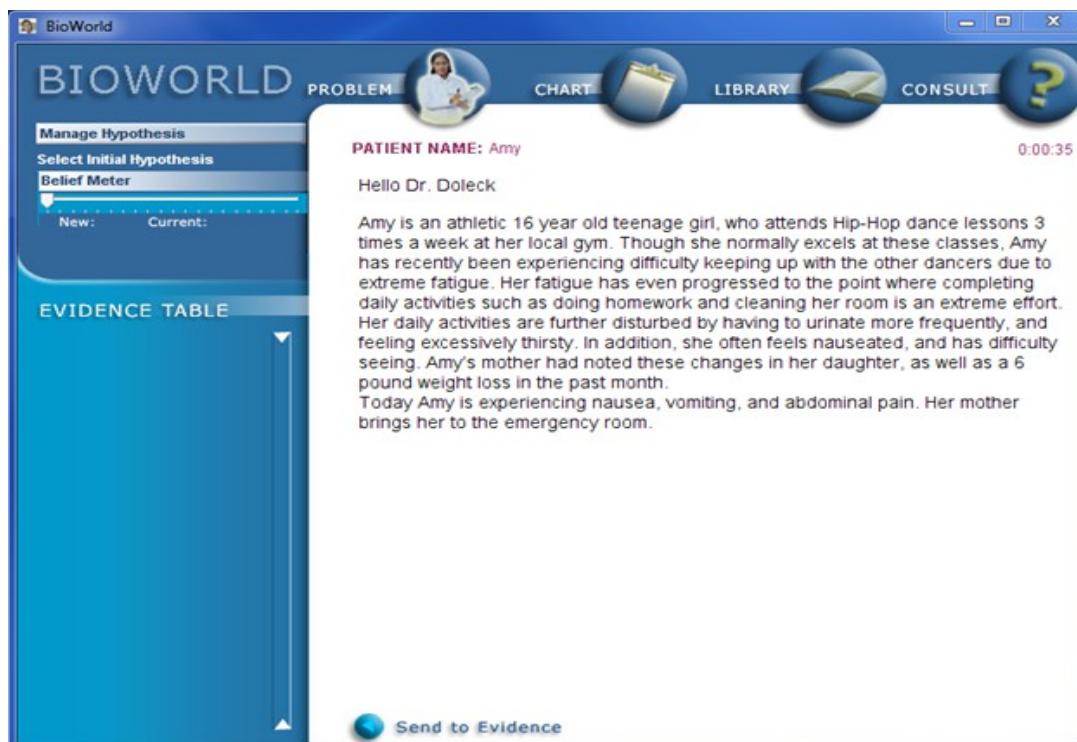 BioWorld
BIOWORLD
PROBLEM
CHART
LIBRARY
CONSULT
?
Manage Hypothesis
Select Initial Hypothesis
Belief Meter
New: Current:
EVIDENCE TABLE
PATIENT NAME: Amy 0:00:35
Hello Dr. Doleck
Amy is an athletic 16 year old teenage girl, who attends Hip-Hop dance lessons 3
times a week at her local gym. Though she normally excels at these classes, Amy
has recently been experiencing difficulty keeping up with the other dancers due to
extreme fatigue. Her fatigue has even progressed to the point where completing
daily activities such as doing homework and cleaning her room is an extreme effort.
Her daily activities are further disturbed by having to urinate more frequently, and
feeling excessively thirsty. In addition, she often feels nauseated, and has difficulty
seeing. Amy's mother had noted these changes in her daughter, as well as a 6
pound weight loss in the past month.
Today Amy is experiencing nausea, vomiting, and abdominal pain. Her mother
brings her to the emergency room.
Send to Evidence